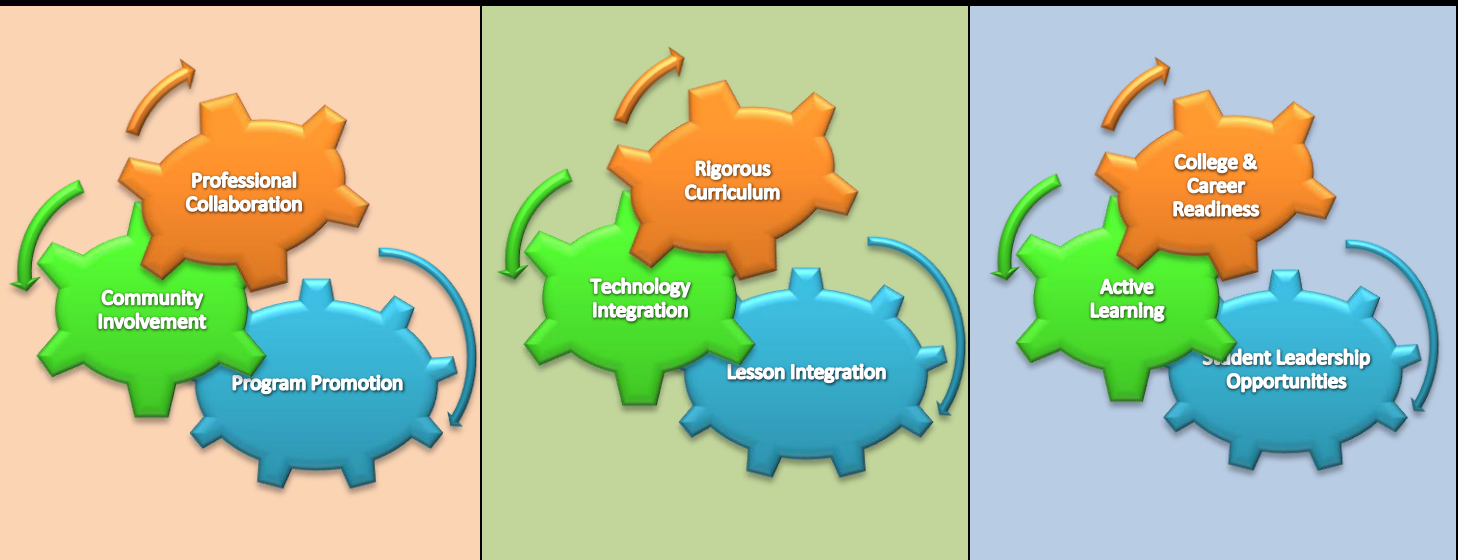 Professional
Collaboration
Community
Involvement
Program Promotion
Rigorous
Curriculum
Technology
Integration
Lesson Integration
College &
Career
Readiness
Active
Learning
Student Leadership
Opportunities